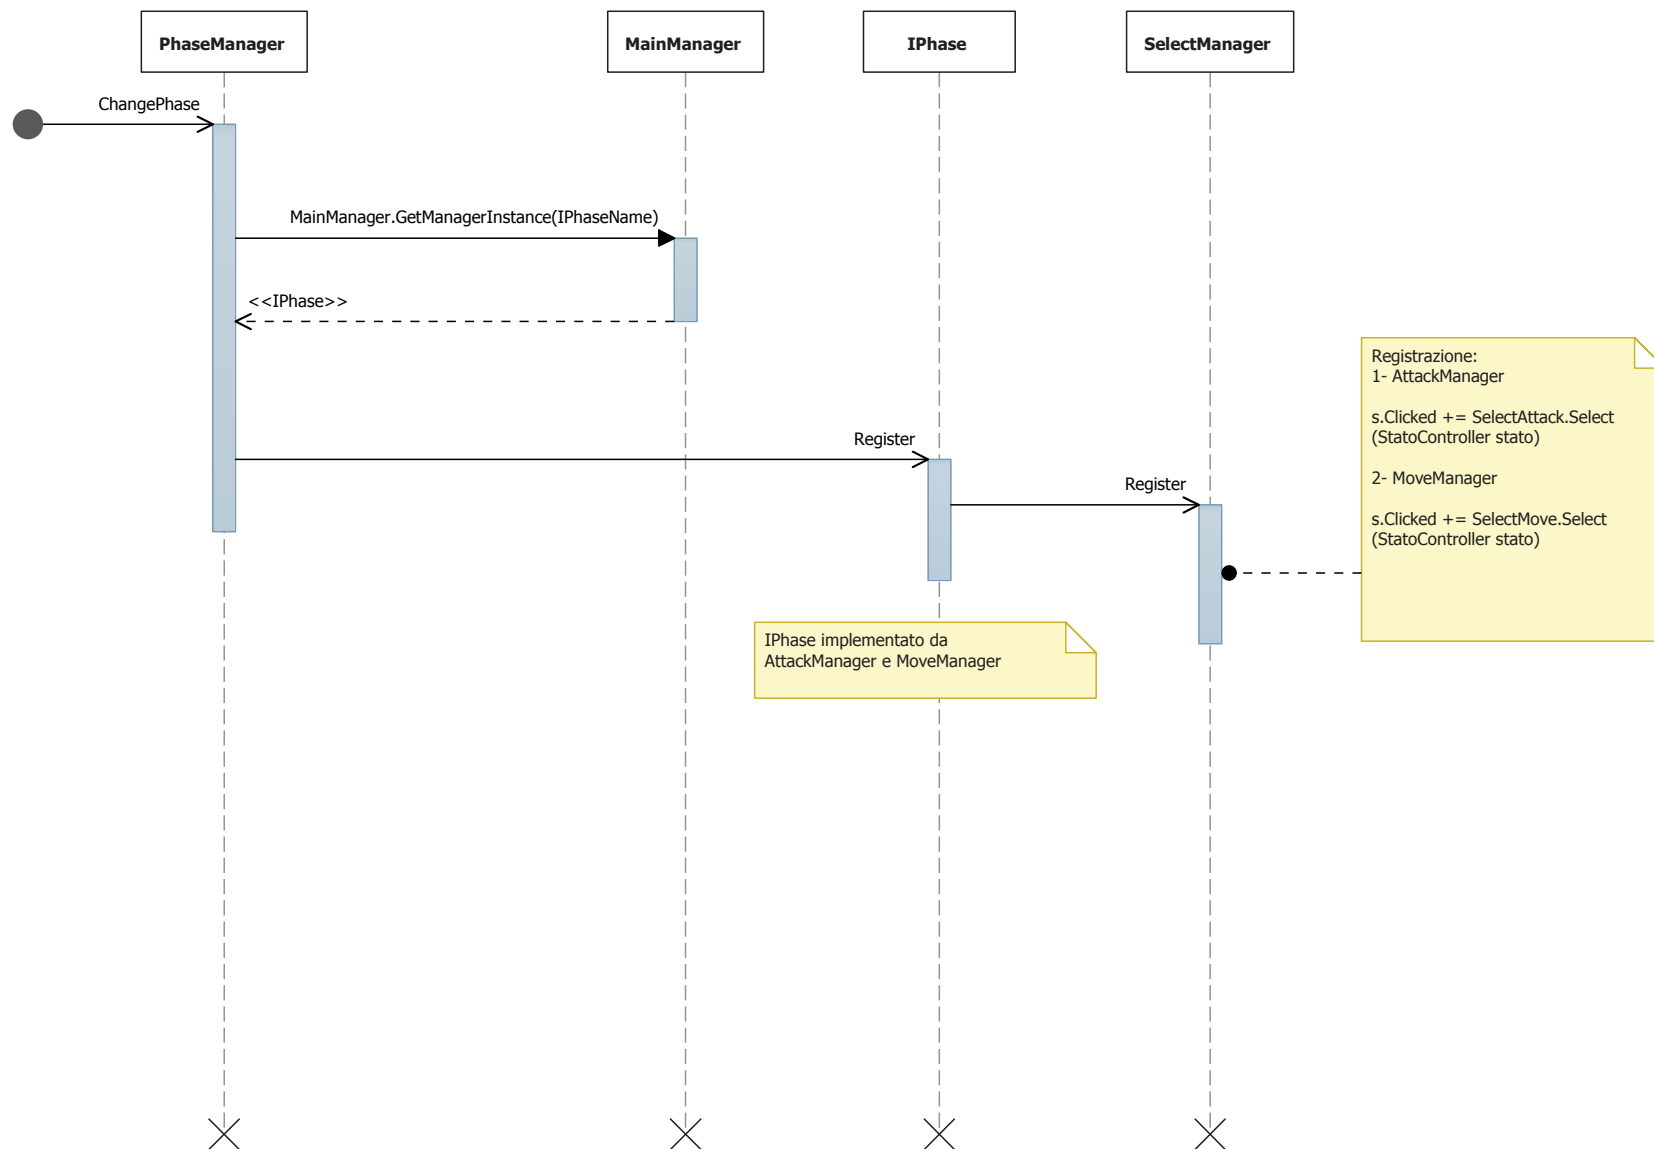 PhaseManager
MainManager
IPhase
SelectManager
ChangePhase
MainManager.GetManagerInstance(IPhaseName)
<<IPhase>>
Registrazione:
1- AttackManager
s.Clicked += SelectAttack.Select
(StatoController stato)
2- MoveManager
s.Clicked += SelectMove.Select
(StatoController stato)
Register
Register
IPhase implementato da
AttackManager e MoveManager